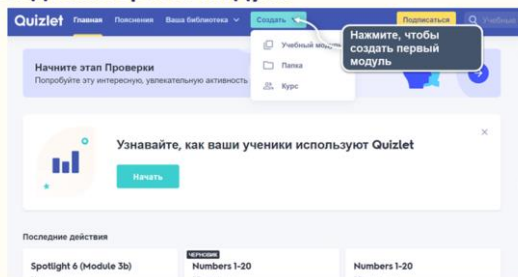 Quizlet Главная Пояснения Ваша библиотека Создать Подписаться Учебные
Учебный модуль
Папка
Курс
Нажмите, чтобы
создать первый
модуль
Начните этап Проверки
Попробуйте эту интересную, увлекательную активность
Узнавайте, как ваши ученики используют Quizlet
Начать
Последние действия
Spotlight 6 (Module 3b)
ЧЕРНОВИК
Numbers 1-20
Numbers 1-20